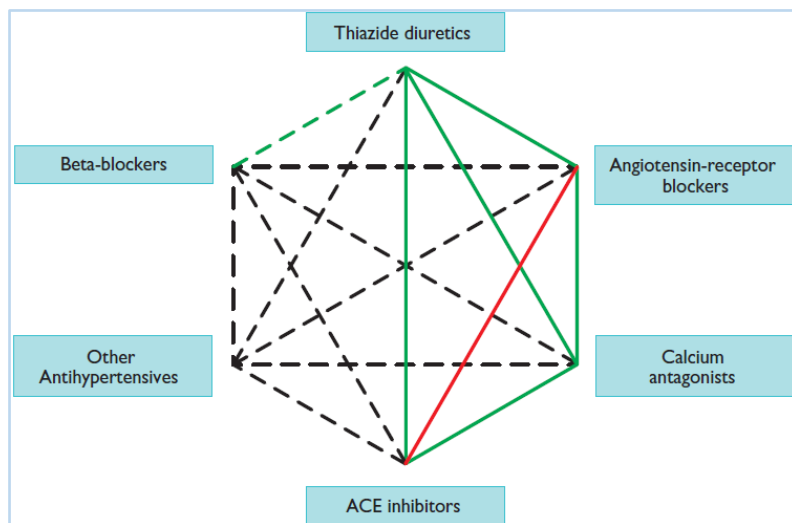 Thiazide diuretics
Beta-blockers
Angiotensin-receptor
blockers
Other
Antihypertensives
Calcium
antagonists
ACE inhibitors